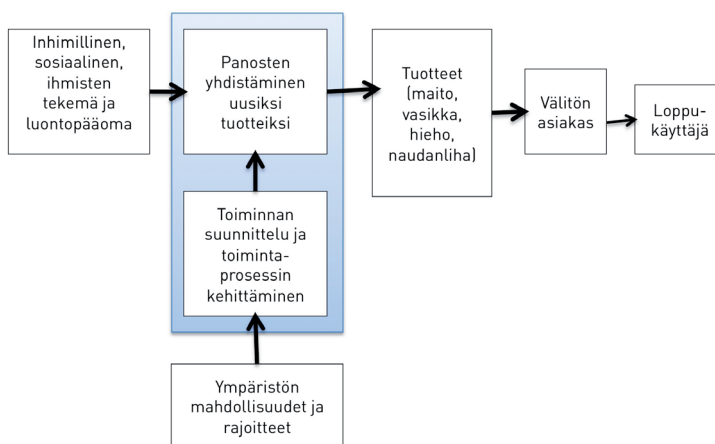 Inhimillinen,
sosiaalinen,
ihmisten
tekemä ja
luontopääoma
Panosten
yhdistäminen
uusiksi
tuotteiksi
Tuotteet
(maito,
vasikka,
hieho,
naudanliha)
Välitön
asiakas
Loppu-
käyttäjä
Toiminnan
suunnittelu ja
toiminta-
prosessin
kehittäminen
Ympäristön
mahdollisuudet ja
rajoitteet